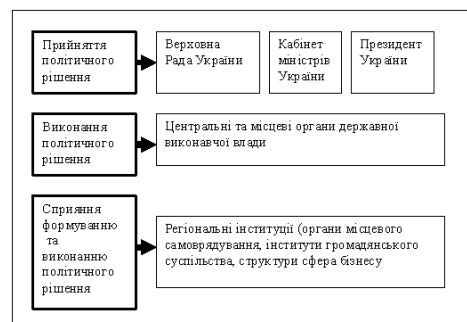 Прийняття
політичного
рішення
Верховна
Рада України
Кабінет
міністрів
України
Президент
України
Виконання
політичного
рішення
Центральні та місцеві органи державної
виконавчої влади
Сприяння
формуванню
та
виконанню
політичного
рішення
Регіональні інституції (органи місцевого
самоврядування, інститути громадянського
суспільства, структури сфера бізнесу